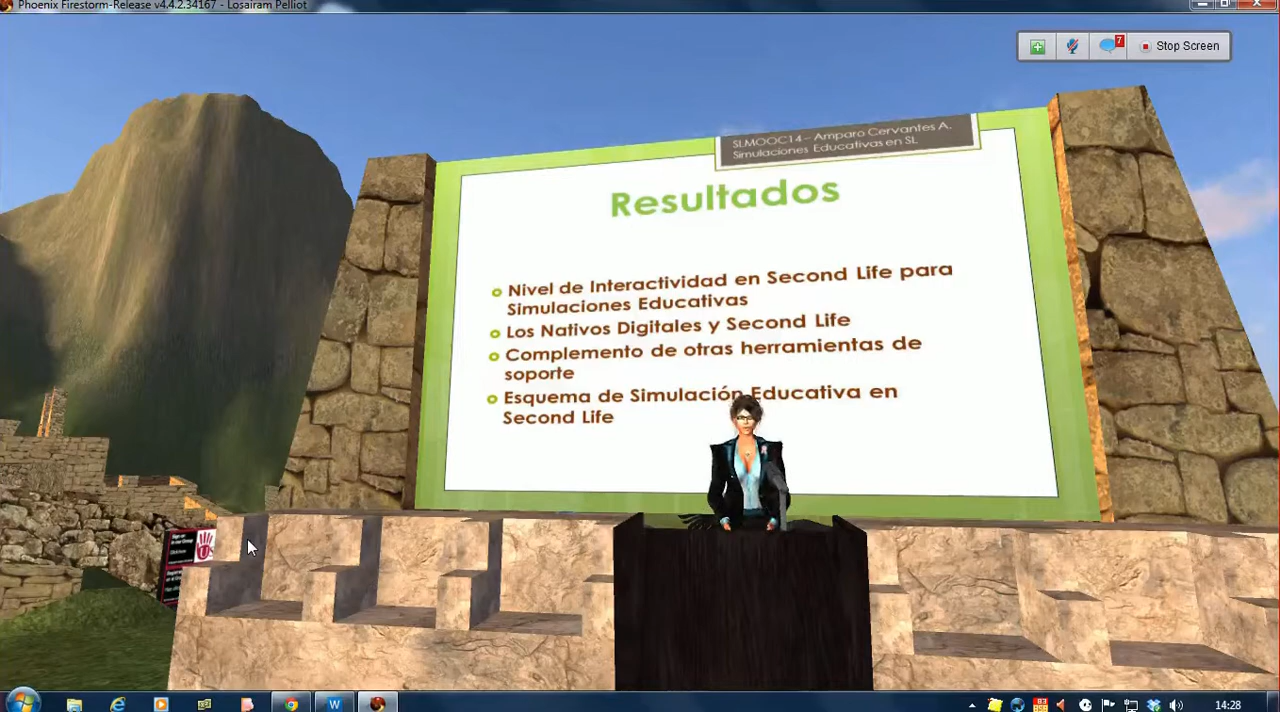 Phoenix Firestorm-Release v4.4.2.34167 - Losairam Pelliot
7
Stop Screen
SLMOOC14 – Amparo Cervantes A.
Simulaciones Educativas en SL
Resultados
Nivel de Interactividad en Second Life para
Simulaciones Educativas
Los Nativos Digitales y Second Life
Complemento de otras herramientas de
soporte
Esquema de Simulación Educativa en
Second Life
14:28